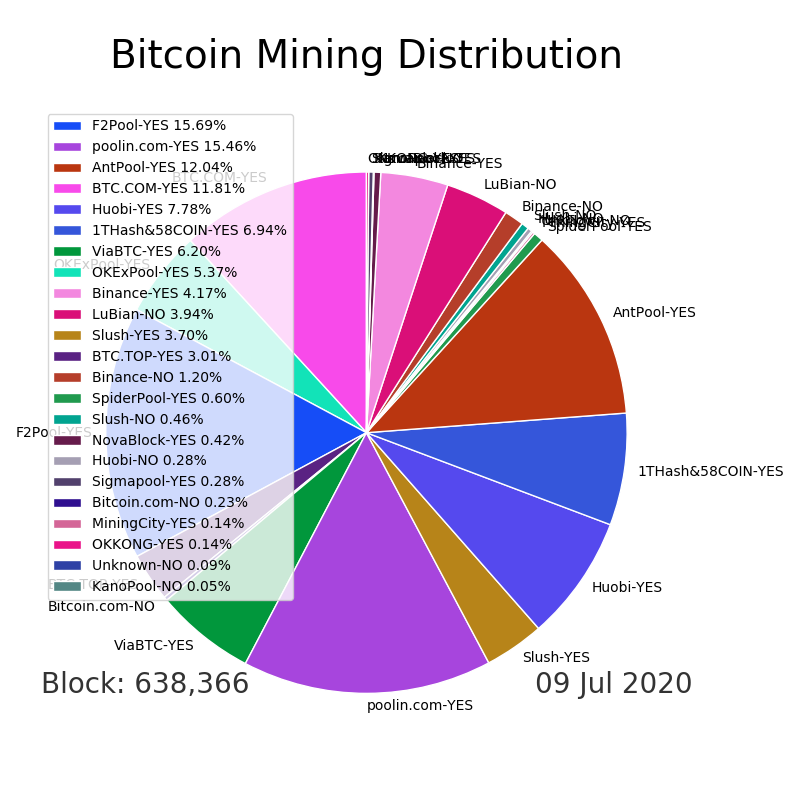 Bitcoin Mining Distribution
F2Pool-YES 15.69%
poolin.com-YES 15.46%
AntPool-YES 12.04%
BTC.COM-YES 11.81%
Huobi-YES 7.78%
1THash&58COIN-YES 6.94%
ViaBTC-YES 6.20%
OKExPool-YES 5.37%
Binance-YES 4.17%
LuBian-NO 3.94%
Slush-YES 3.70%
BTC.TOP-YES 3.01%
Binance-NO 1.20%
SpiderPool-YES 0.60%
Slush-NO 0.46%
NovaBlock-YES 0.42%
Huobi-NO 0.28%
Sigmapool-YES 0.28%
Bitcoin.com-NO 0.23%
MiningCity-YES 0.14%
OKKONG-YES 0.14%
Unknown-NO 0.09%
KanoPool-NO 0.05%
Binance-YES
LuBian-NO
Binance-NO
Slush-NO
SpiderPool-YES
AntPool-YES
1THash&58COIN-YES
Huobi-YES
Slush-YES
poolin.com-YES
ViaBTC-YES
Bitcoin.com-NO
BTC.TOP-YES
F2Pool-YES
OKExPool-YES
BTC.COM-YES
Block: 638,366
09 Jul 2020